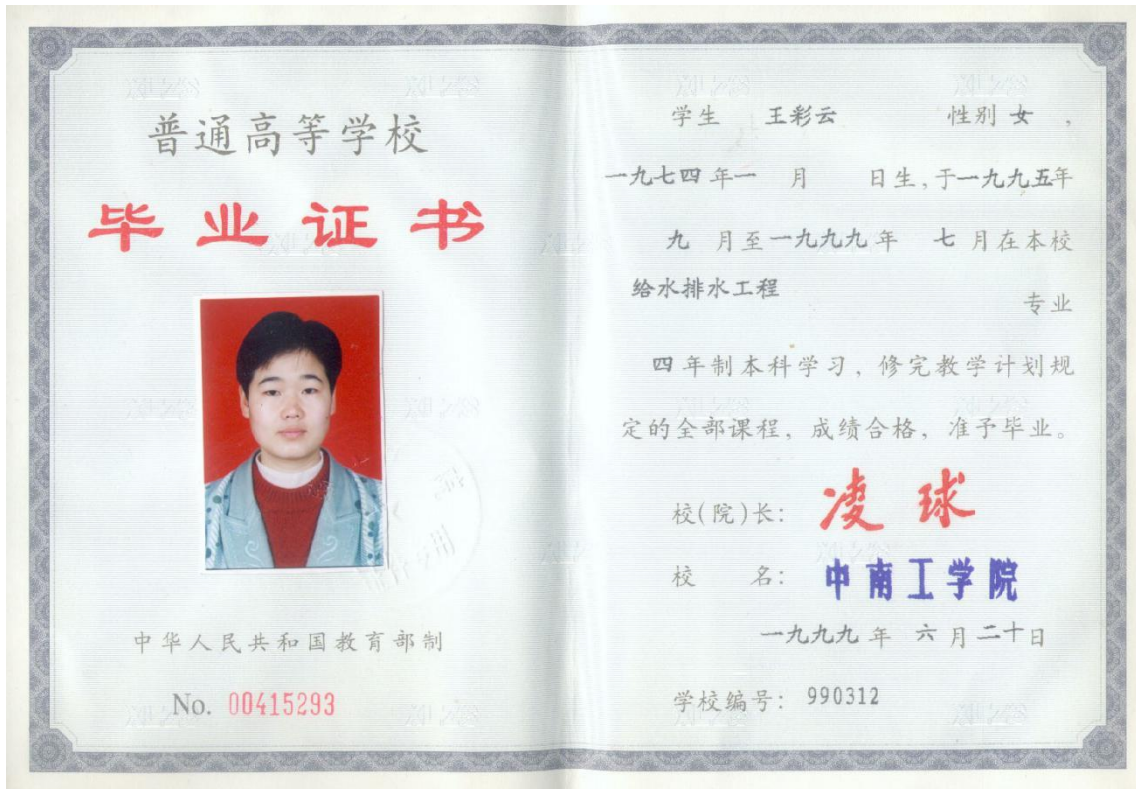 普通高等学校
毕业证书
中华人民共和国教育部制
No. 00415293
学生 王彩云 性别 女 ,
一九七四年一 月 日生,于一九九五年
九 月至一九九九年 七月在本校
给水排水工程
专业
四年制本科学习，修完教学计划规
定的全部课程，成绩合格，准予毕业。
校(院)长: 凌球
校 名: 中南工学院
一九九九年 六月二十日
学校编号: 990312